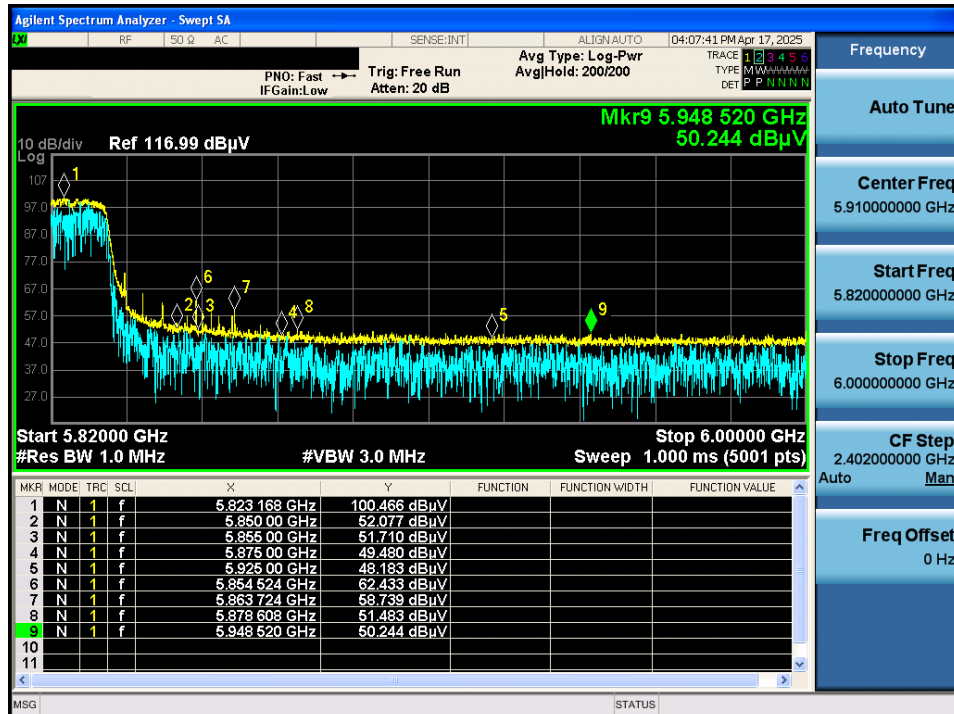 Agilent Spectrum Analyzer - Swept SA
LXI RF 50 Ω AC SENSE:INT ALIGN AUTO 04:07:41 PM Apr 17, 2025
PNO: Fast Trig: Free Run Avg Type: Log-Pwr TRACE 1 2 3 4 5 6
IFGain:Low Atten: 20 dB Avg|Hold: 200/200 TYPE M W W W W W
DET P P N N N N
Mkr9 5.948 520 GHz
50.244 dBµV
10 dB/div Ref 116.99 dBµV
Log
107
97.0
87.0
77.0
67.0
57.0
47.0
37.0
27.0
1
6
7
2
3
4
8
5
9
Start 5.82000 GHz Stop 6.00000 GHz
#Res BW 1.0 MHz #VBW 3.0 MHz Sweep 1.000 ms (5001 pts)
MKR MODE TRC SCL X Y FUNCTION FUNCTION WIDTH FUNCTION VALUE
1 N 1 f 5.823 168 GHz 100.466 dBµV
2 N 1 f 5.850 00 GHz 52.077 dBµV
3 N 1 f 5.855 00 GHz 51.710 dBµV
4 N 1 f 5.875 00 GHz 49.480 dBµV
5 N 1 f 5.925 00 GHz 48.183 dBµV
6 N 1 f 5.854 524 GHz 62.433 dBµV
7 N 1 f 5.863 724 GHz 58.739 dBµV
8 N 1 f 5.878 608 GHz 51.483 dBµV
9 N 1 f 5.948 520 GHz 50.244 dBµV
10
11
MSG STATUS
Frequency
Auto Tune
Center Freq
5.910000000 GHz
Start Freq
5.820000000 GHz
Stop Freq
6.000000000 GHz
CF Step
2.402000000 GHz
Auto Man
Freq Offset
0 Hz